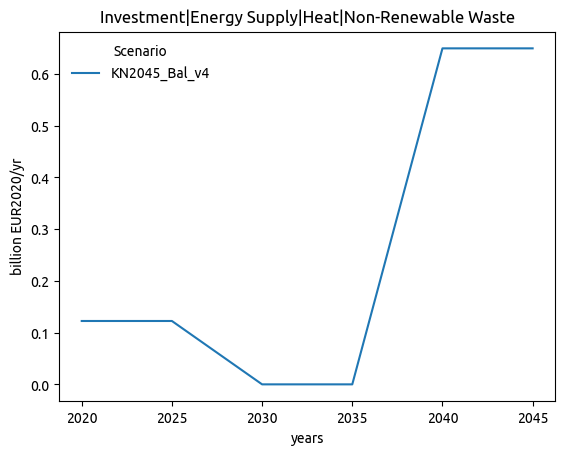 Investment|Energy Supply|Heat|Non-Renewable Waste
Scenario
KN2045_Bal_v4
0.6
0.5
0.4
0.3
0.2
0.1
0.0
billion EUR2020/yr
2020 2025 2030 2035 2040 2045
years